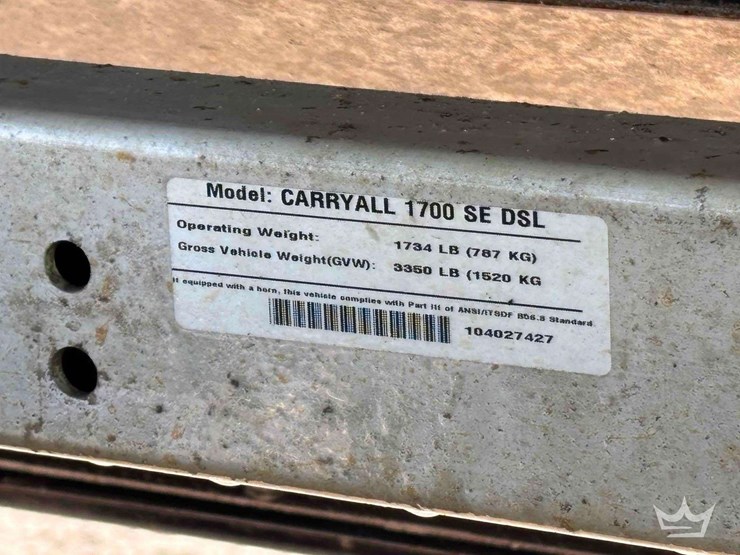 Model: CARRYALL 1700 SE DSL
Operating Weight: 1734 LB (787 KG)
Gross Vehicle Weight(GVW): 3350 LB (1520 KG
If equipped with a horn, this vehicle complies with Part III of ANSI/ITSDF B56.8 Standard
104027427